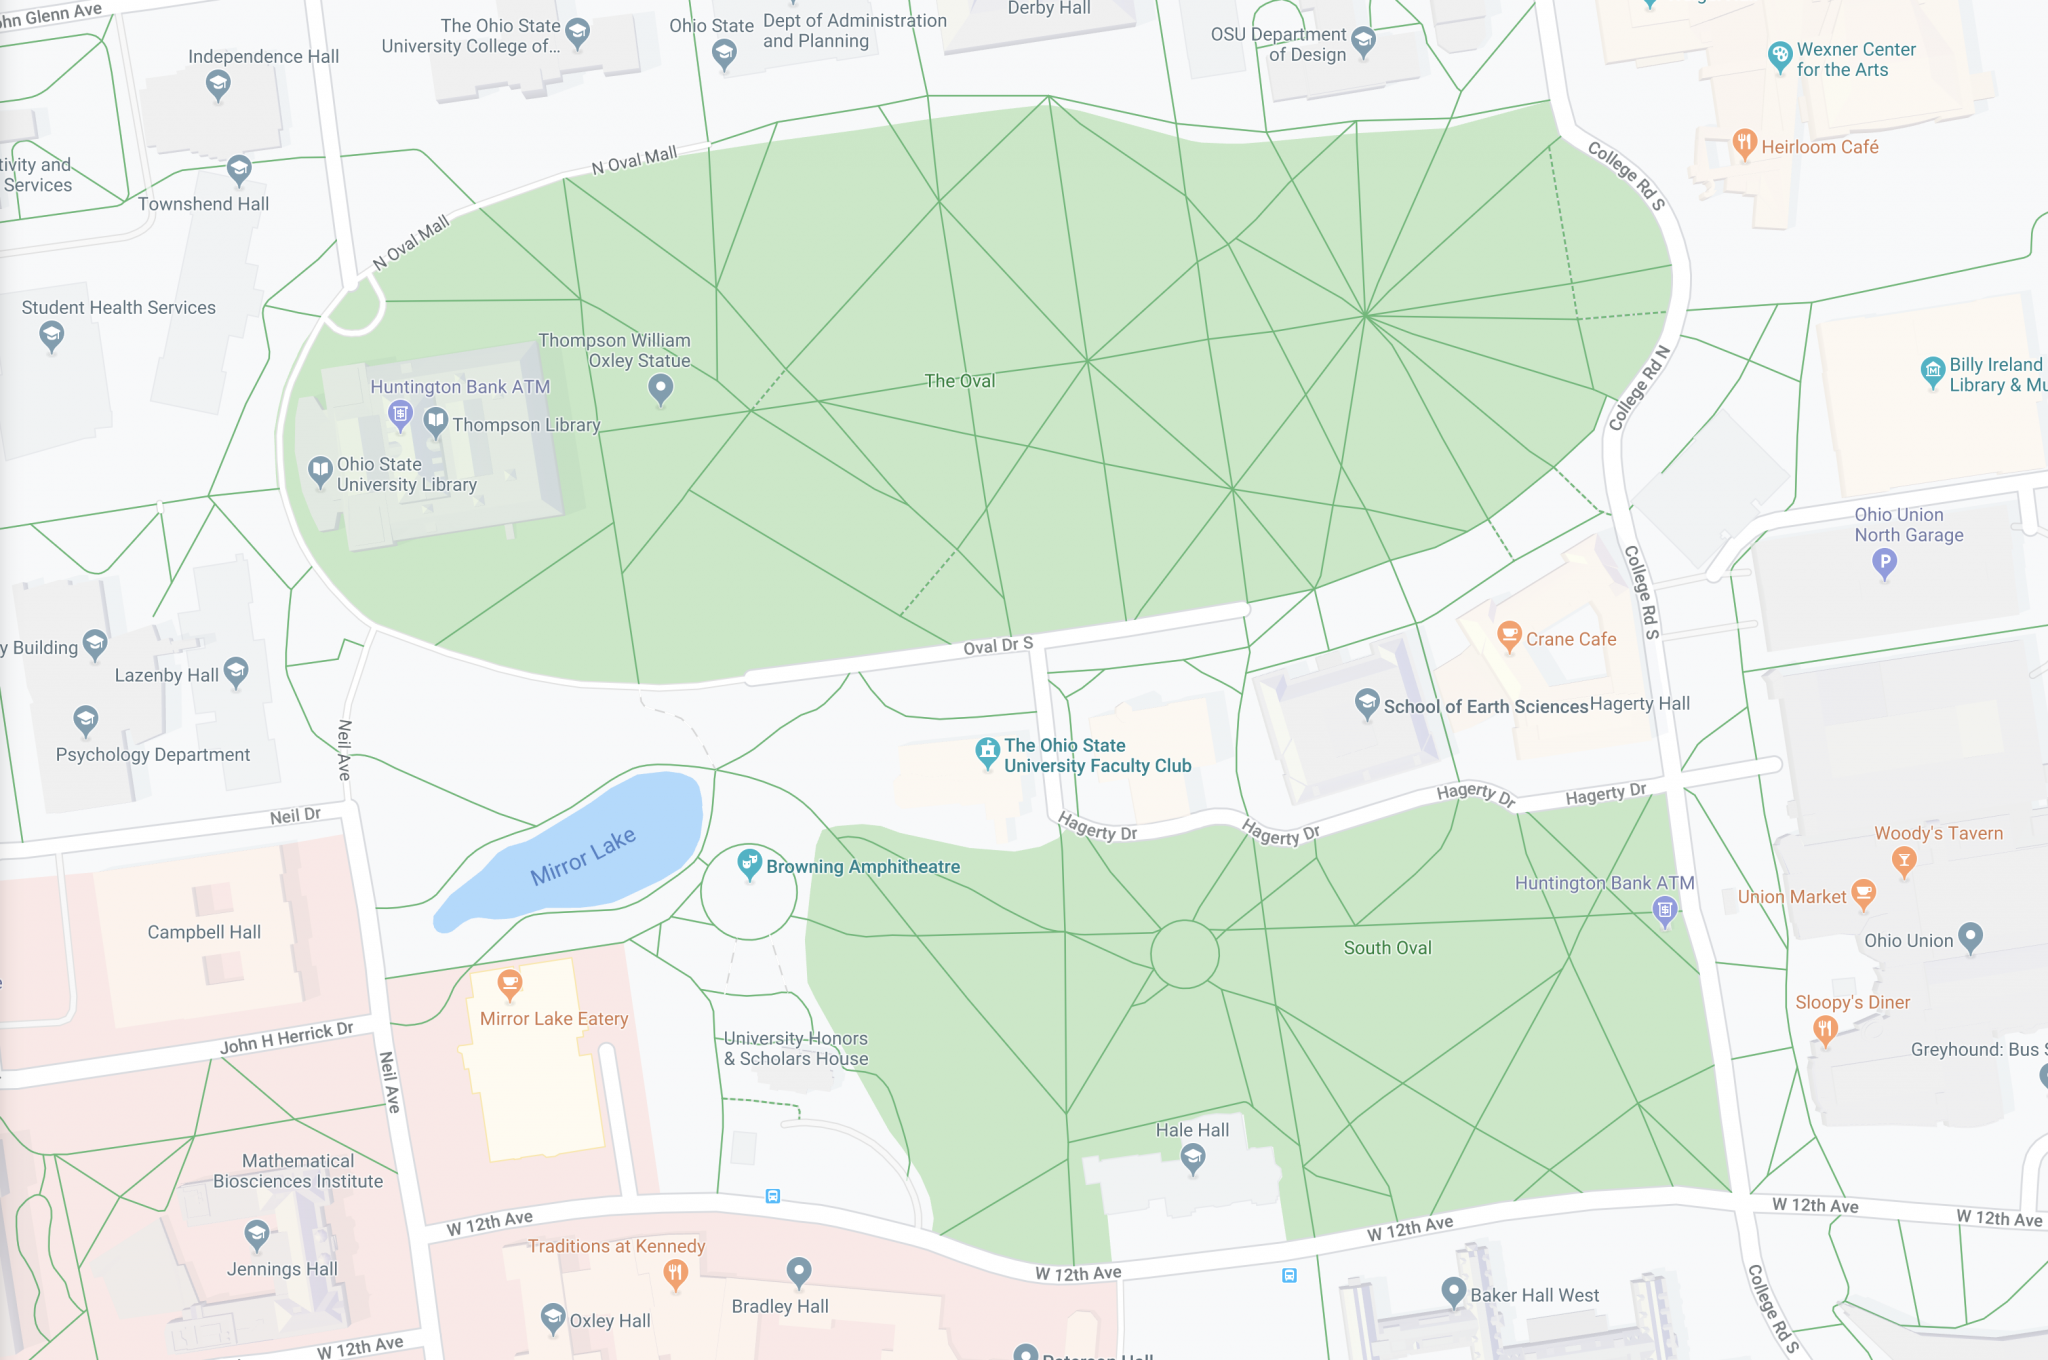 ohn Glenn Ave
The Ohio State
University College of...
Ohio State
Dept of Administration
and Planning
Derby Hall
OSU Department
of Design
Wexner Center
for the Arts
Independence Hall
Heirloom Café
N Oval Mall
College Rd S
tivity and
Services
Townshend Hall
N Oval Mall
Student Health Services
Thompson William
Oxley Statue
The Oval
College Rd N
Billy Ireland
Library & Mu
Huntington Bank ATM
Thompson Library
Ohio State
University Library
Ohio Union
North Garage
College Rd S
Crane Cafe
y Building
Lazenby Hall
Oval Dr S
School of Earth Sciences
Hagerty Hall
Psychology Department
Neil Ave
The Ohio State
University Faculty Club
Hagerty Dr
Hagerty Dr
Neil Dr
Hagerty Dr
Hagerty Dr
Woody's Tavern
Mirror Lake
Browning Amphitheatre
Huntington Bank ATM
Union Market
Campbell Hall
South Oval
Ohio Union
Mirror Lake Eatery
Sloopy's Diner
John H Herrick Dr
University Honors
& Scholars House
Greyhound: Bus S
Neil Ave
Hale Hall
Mathematical
Biosciences Institute
W 12th Ave
W 12th Ave
W 12th Ave
W 12th Ave
Traditions at Kennedy
Jennings Hall
W 12th Ave
Bradley Hall
Baker Hall West
Oxley Hall
College Rd S
W 12th Ave